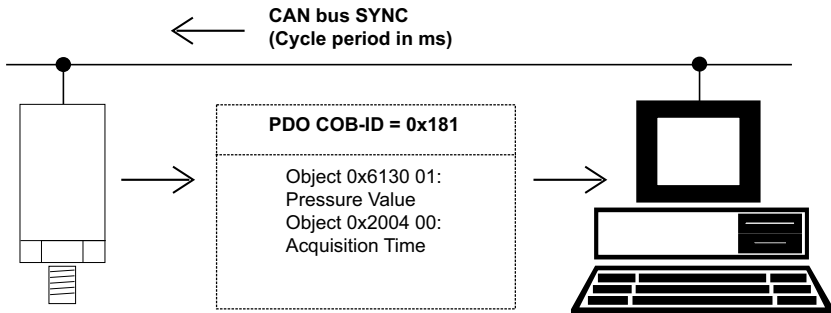 CAN bus SYNC
(Cycle period in ms)
PDO COB-ID = 0x181
Object 0x6130 01:
Pressure Value
Object 0x2004 00:
Acquisition Time